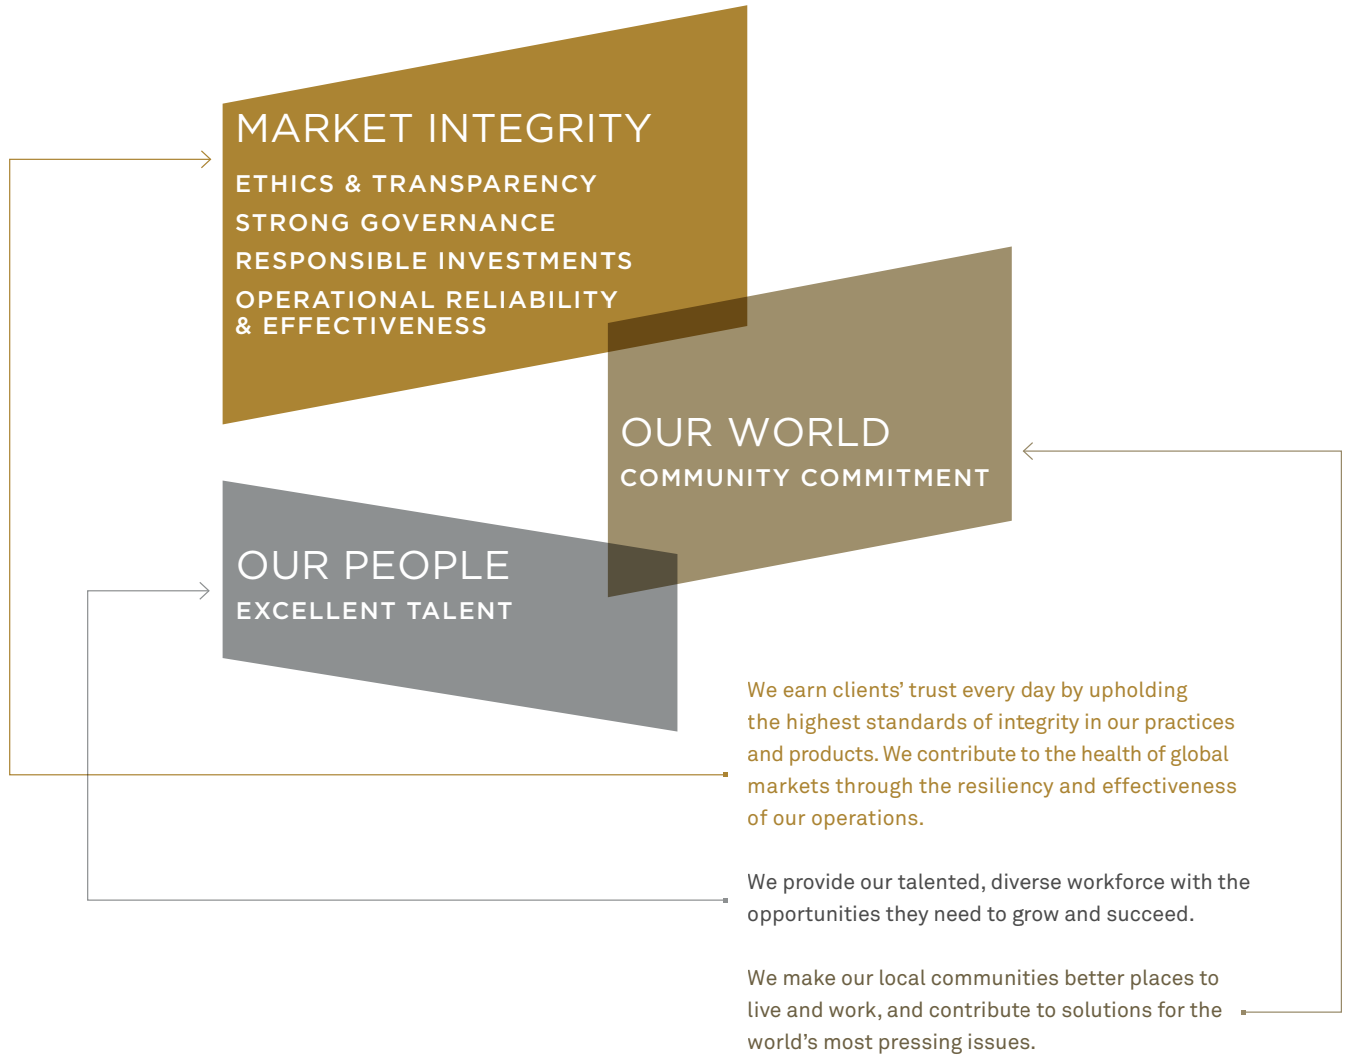 MARKET INTEGRITY
ETHICS & TRANSPARENCY
STRONG GOVERNANCE
RESPONSIBLE INVESTMENTS
OPERATIONAL RELIABILITY
& EFFECTIVENESS
OUR WORLD
COMMUNITY COMMITMENT
OUR PEOPLE
EXCELLENT TALENT
We earn clients’ trust every day by upholding
the highest standards of integrity in our practices
and products. We contribute to the health of global
markets through the resiliency and effectiveness
of our operations.
We provide our talented, diverse workforce with the
opportunities they need to grow and succeed.
We make our local communities better places to
live and work, and contribute to solutions for the
world’s most pressing issues.